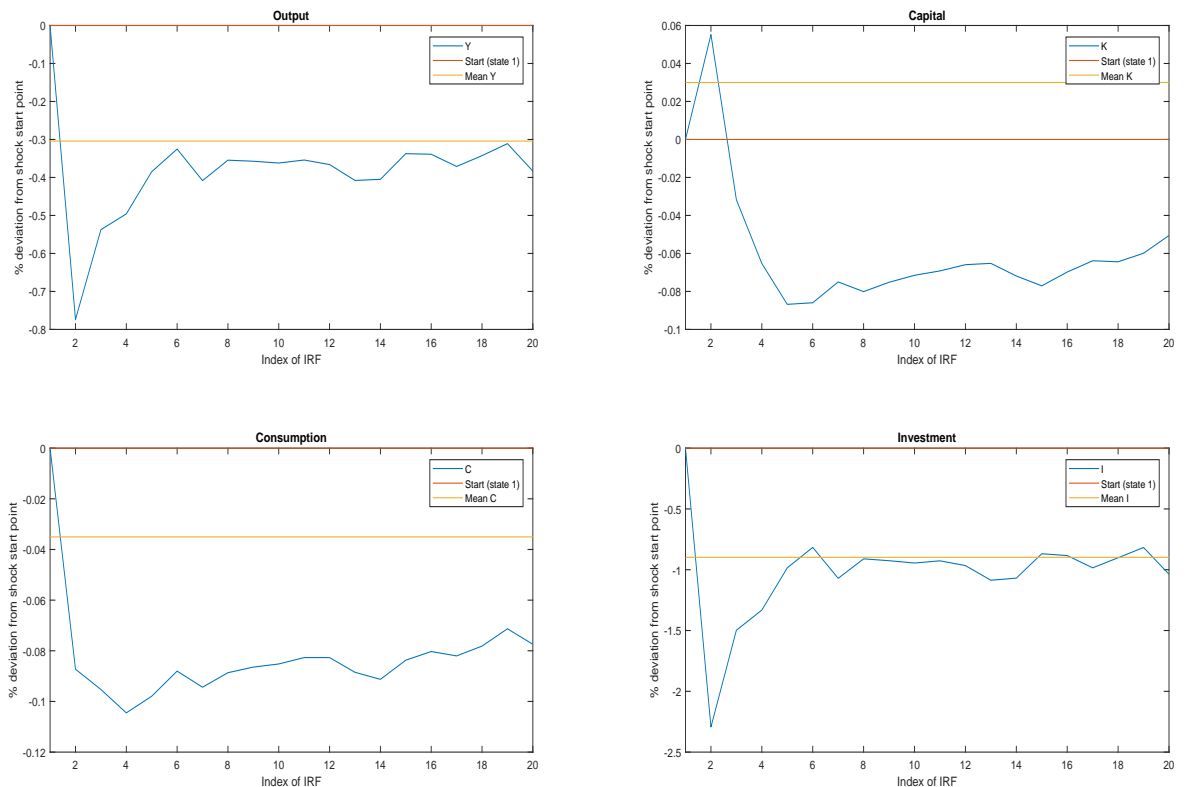 Output
% deviation from shock start point
0
-0.1
-0.2
-0.3
-0.4
-0.5
-0.6
-0.7
-0.8
Y
Start (state 1)
Mean Y
2 4 6 8 10 12 14 16 18 20
Index of IRF
Capital
% deviation from shock start point
0.06
0.04
0.02
0
-0.02
-0.04
-0.06
-0.08
-0.1
K
Start (state 1)
Mean K
2 4 6 8 10 12 14 16 18 20
Index of IRF
Consumption
% deviation from shock start point
0
-0.02
-0.04
-0.06
-0.08
-0.1
-0.12
C
Start (state 1)
Mean C
2 4 6 8 10 12 14 16 18 20
Index of IRF
Investment
% deviation from shock start point
0
-0.5
-1
-1.5
-2
-2.5
I
Start (state 1)
Mean I
2 4 6 8 10 12 14 16 18 20
Index of IRF